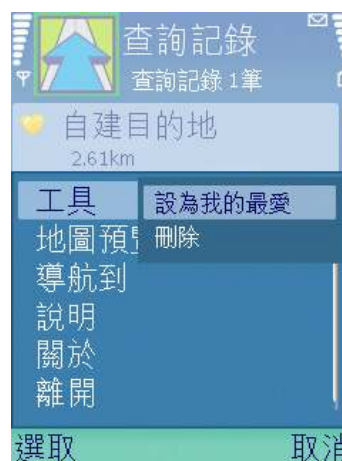 查詢記錄
查詢記錄 1筆
自建目的地
2.61km
工具
設為我的最愛
地圖預
刪除
導航到
說明
關於
離開
選取
取消